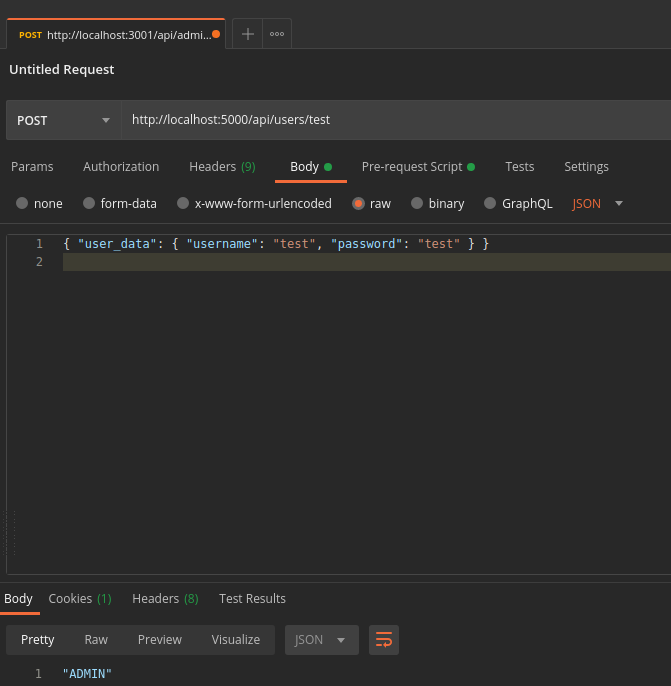 POST http://localhost:3001/api/admi...
Untitled Request
POST http://localhost:5000/api/users/test
Params Authorization Headers (9) Body Pre-request Script Tests Settings
none form-data x-www-form-urlencoded raw binary GraphQL JSON
1 { "user_data": { "username": "test", "password": "test" } }
2
Body Cookies (1) Headers (8) Test Results
Pretty Raw Preview Visualize JSON
1 "ADMIN"